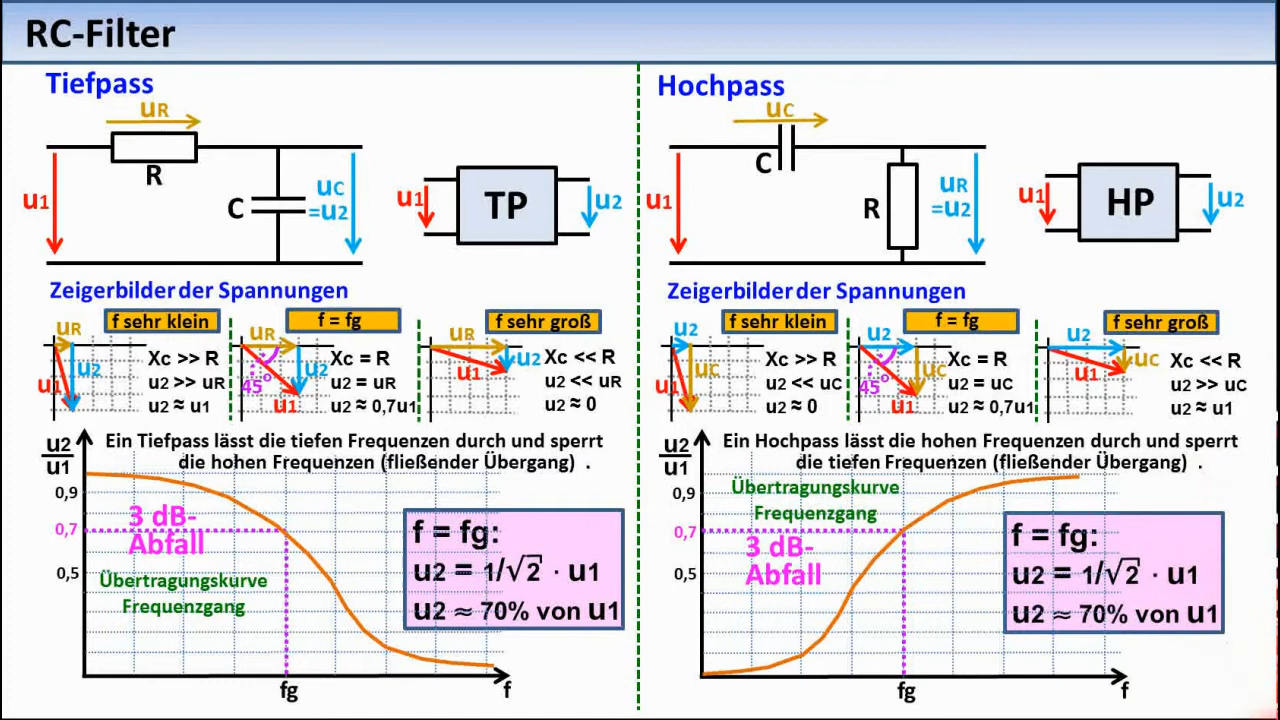 RC-Filter
Tiefpass
uR
R
u1
C
uC
=u2
u1
TP
u2
Zeigerbilder der Spannungen
f sehr klein
uR
u2
u1
Xc >> R
u2 >> uR
u2 ≈ u1
f = fg
uR
45°
u2
u1
Xc = R
u2 = uR
u2 ≈ 0,7u1
f sehr groß
uR
u2
u1
Xc << R
u2 << uR
u2 ≈ 0
u2
u1
Ein Tiefpass lässt die tiefen Frequenzen durch und sperrt
die hohen Frequenzen (fließender Übergang) .
0,9
0,7
0,5
3 dB-
Abfall
Übertragungskurve
Frequenzgang
f = fg:
u2 = 1/√2 · u1
u2 ≈ 70% von u1
fg
f
Hochpass
uC
C
u1
R
uR
=u2
u1
HP
u2
Zeigerbilder der Spannungen
f sehr klein
u2
uC
u1
Xc >> R
u2 << uC
u2 ≈ 0
f = fg
u2
45°
uC
u1
Xc = R
u2 = uC
u2 ≈ 0,7u1
f sehr groß
u2
uC
u1
Xc << R
u2 >> uC
u2 ≈ u1
u2
u1
Ein Hochpass lässt die hohen Frequenzen durch und sperrt
die tiefen Frequenzen (fließender Übergang) .
Übertragungskurve
Frequenzgang
0,9
0,7
0,5
3 dB-
Abfall
f = fg:
u2 = 1/√2 · u1
u2 ≈ 70% von u1
fg
f